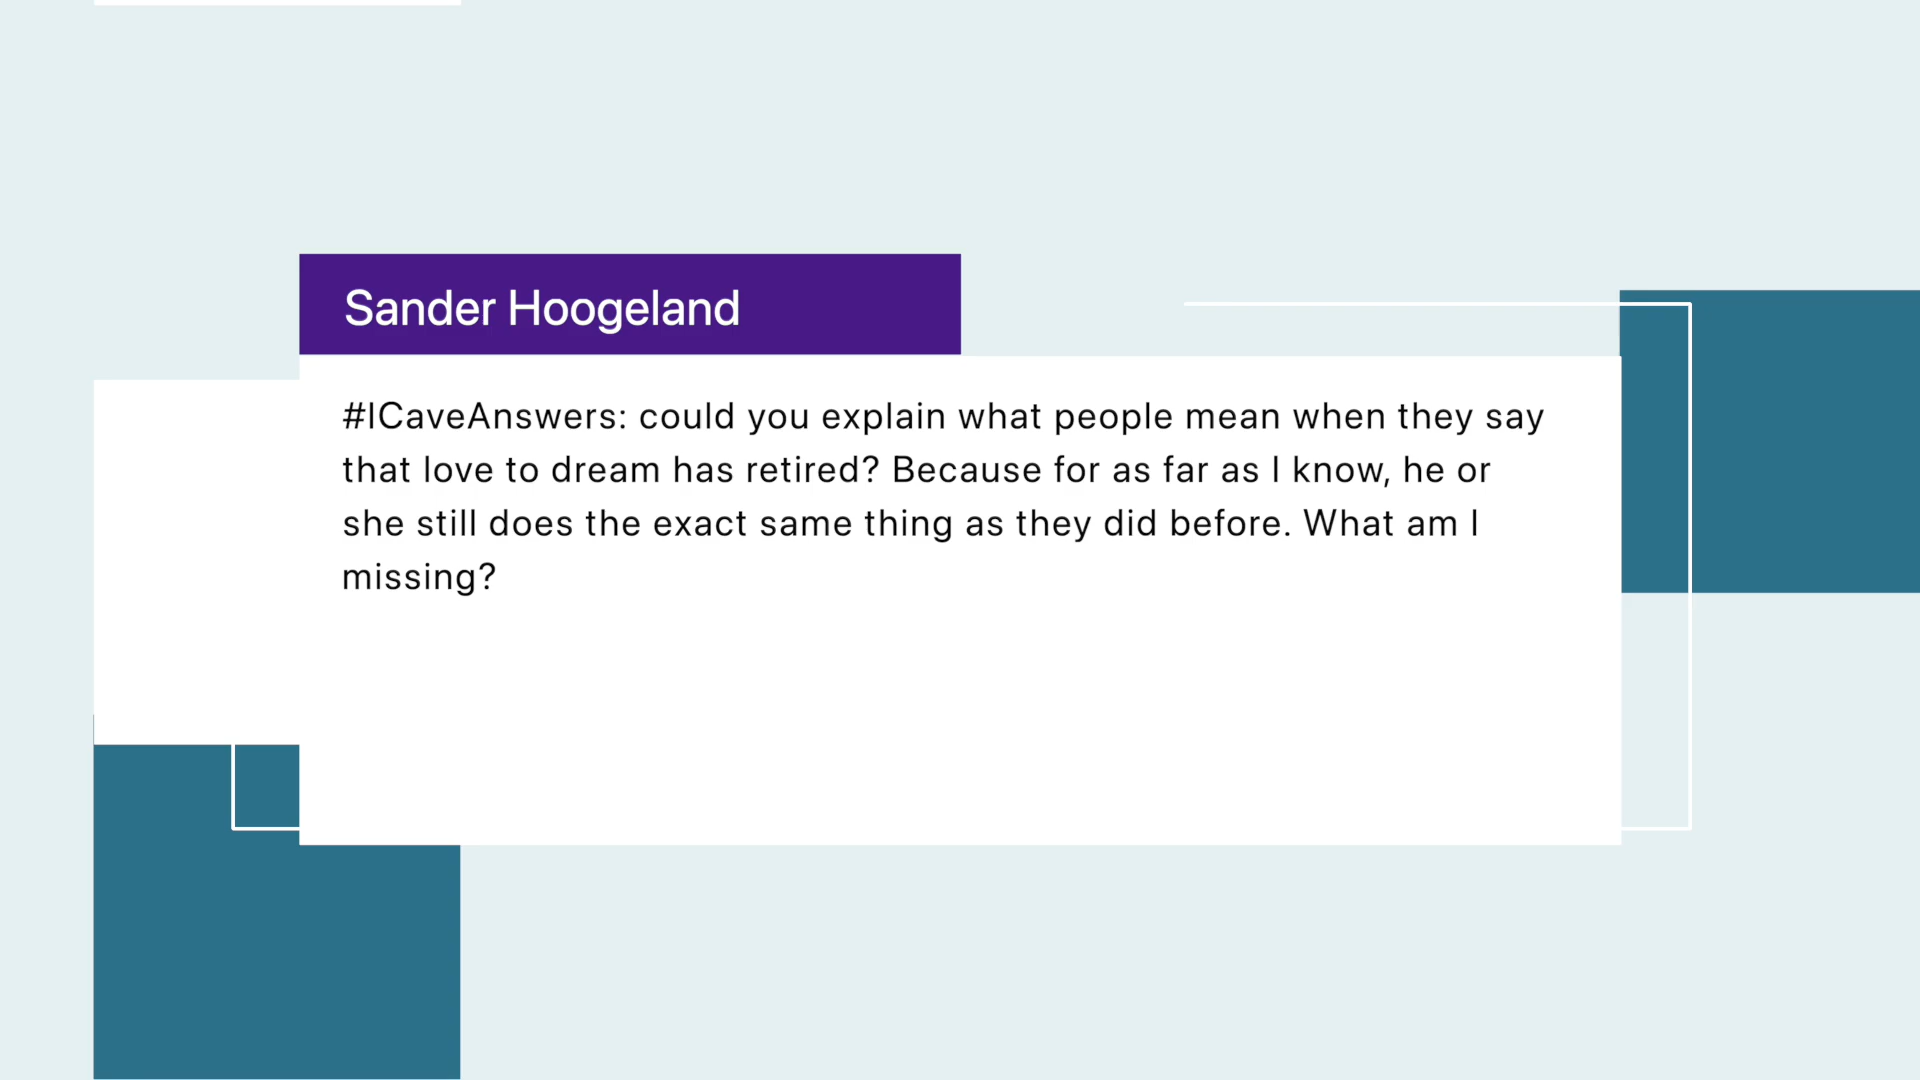 Sander Hoogeland
#ICaveAnswers: could you explain what people mean when they say
that love to dream has retired? Because for as far as I know, he or
she still does the exact same thing as they did before. What am I
missing?